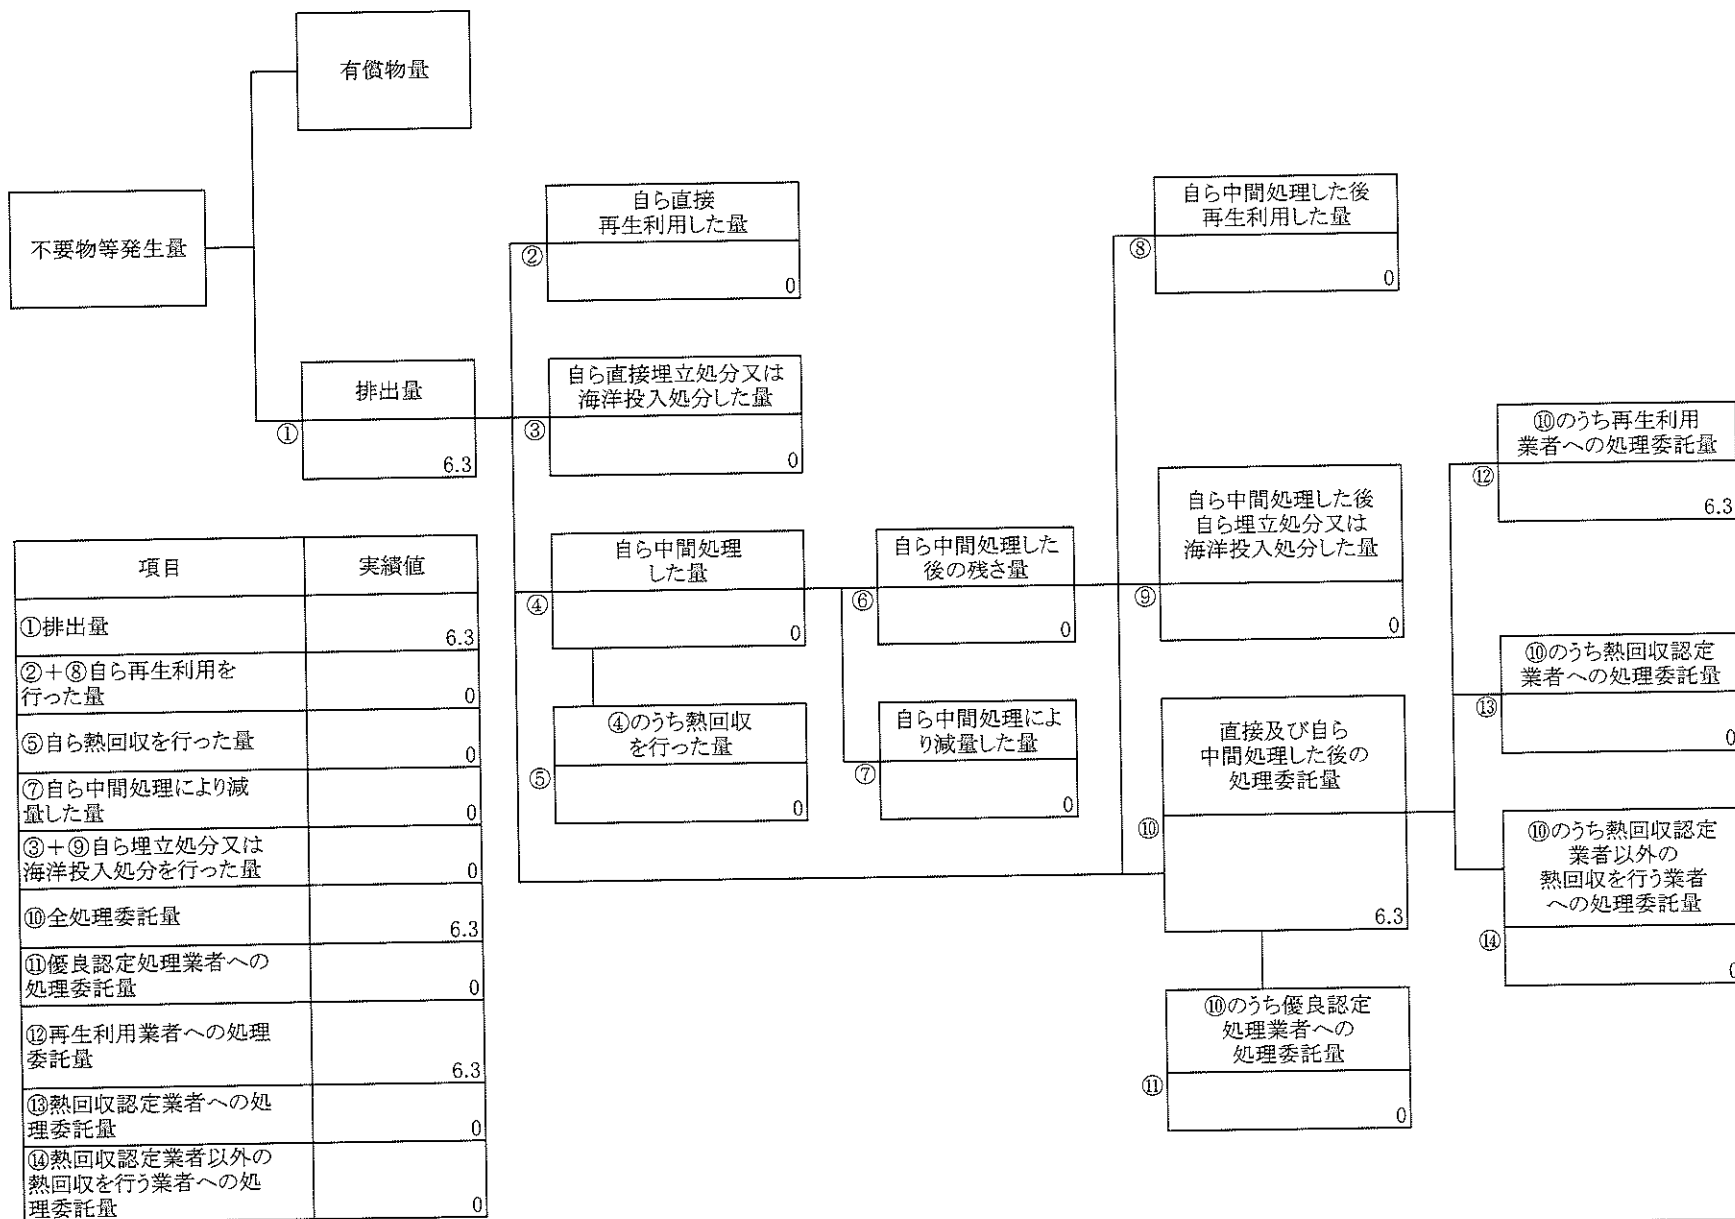 有償物量
不要物等発生量
排出量
①
6.3
自ら直接
再生利用した量
②
0
自ら直接埋立処分又は
海洋投入処分した量
③
0
自ら中間処理
した量
④
0
④のうち熱回収
を行った量
⑤
0
自ら中間処理した
後の残さ量
⑥
0
自ら中間処理によ
り減量した量
⑦
0
自ら中間処理した後
再生利用した量
⑧
0
自ら中間処理した後
自ら埋立処分又は
海洋投入処分した量
⑨
0
直接及び自ら
中間処理した後の
処理委託量
⑩
6.3
⑩のうち優良認定
処理業者への
処理委託量
⑪
0
⑩のうち再生利用
業者への処理委託量
⑫
6.3
⑩のうち熱回収認定
業者への処理委託量
⑬
0
⑩のうち熱回収認定
業者以外の
熱回収を行う業者
への処理委託量
⑭
0
項目 実績値
①排出量
6.3
②+⑧自ら再生利用を
行った量
0
⑤自ら熱回収を行った量
0
⑦自ら中間処理により減
量した量
0
③+⑨自ら埋立処分又は
海洋投入処分を行った量
0
⑩全処理委託量
6.3
⑪優良認定処理業者への
処理委託量
0
⑫再生利用業者への処理
委託量
6.3
⑬熱回収認定業者への処
理委託量
0
⑭熱回収認定業者以外の
熱回収を行う業者への処
理委託量
0